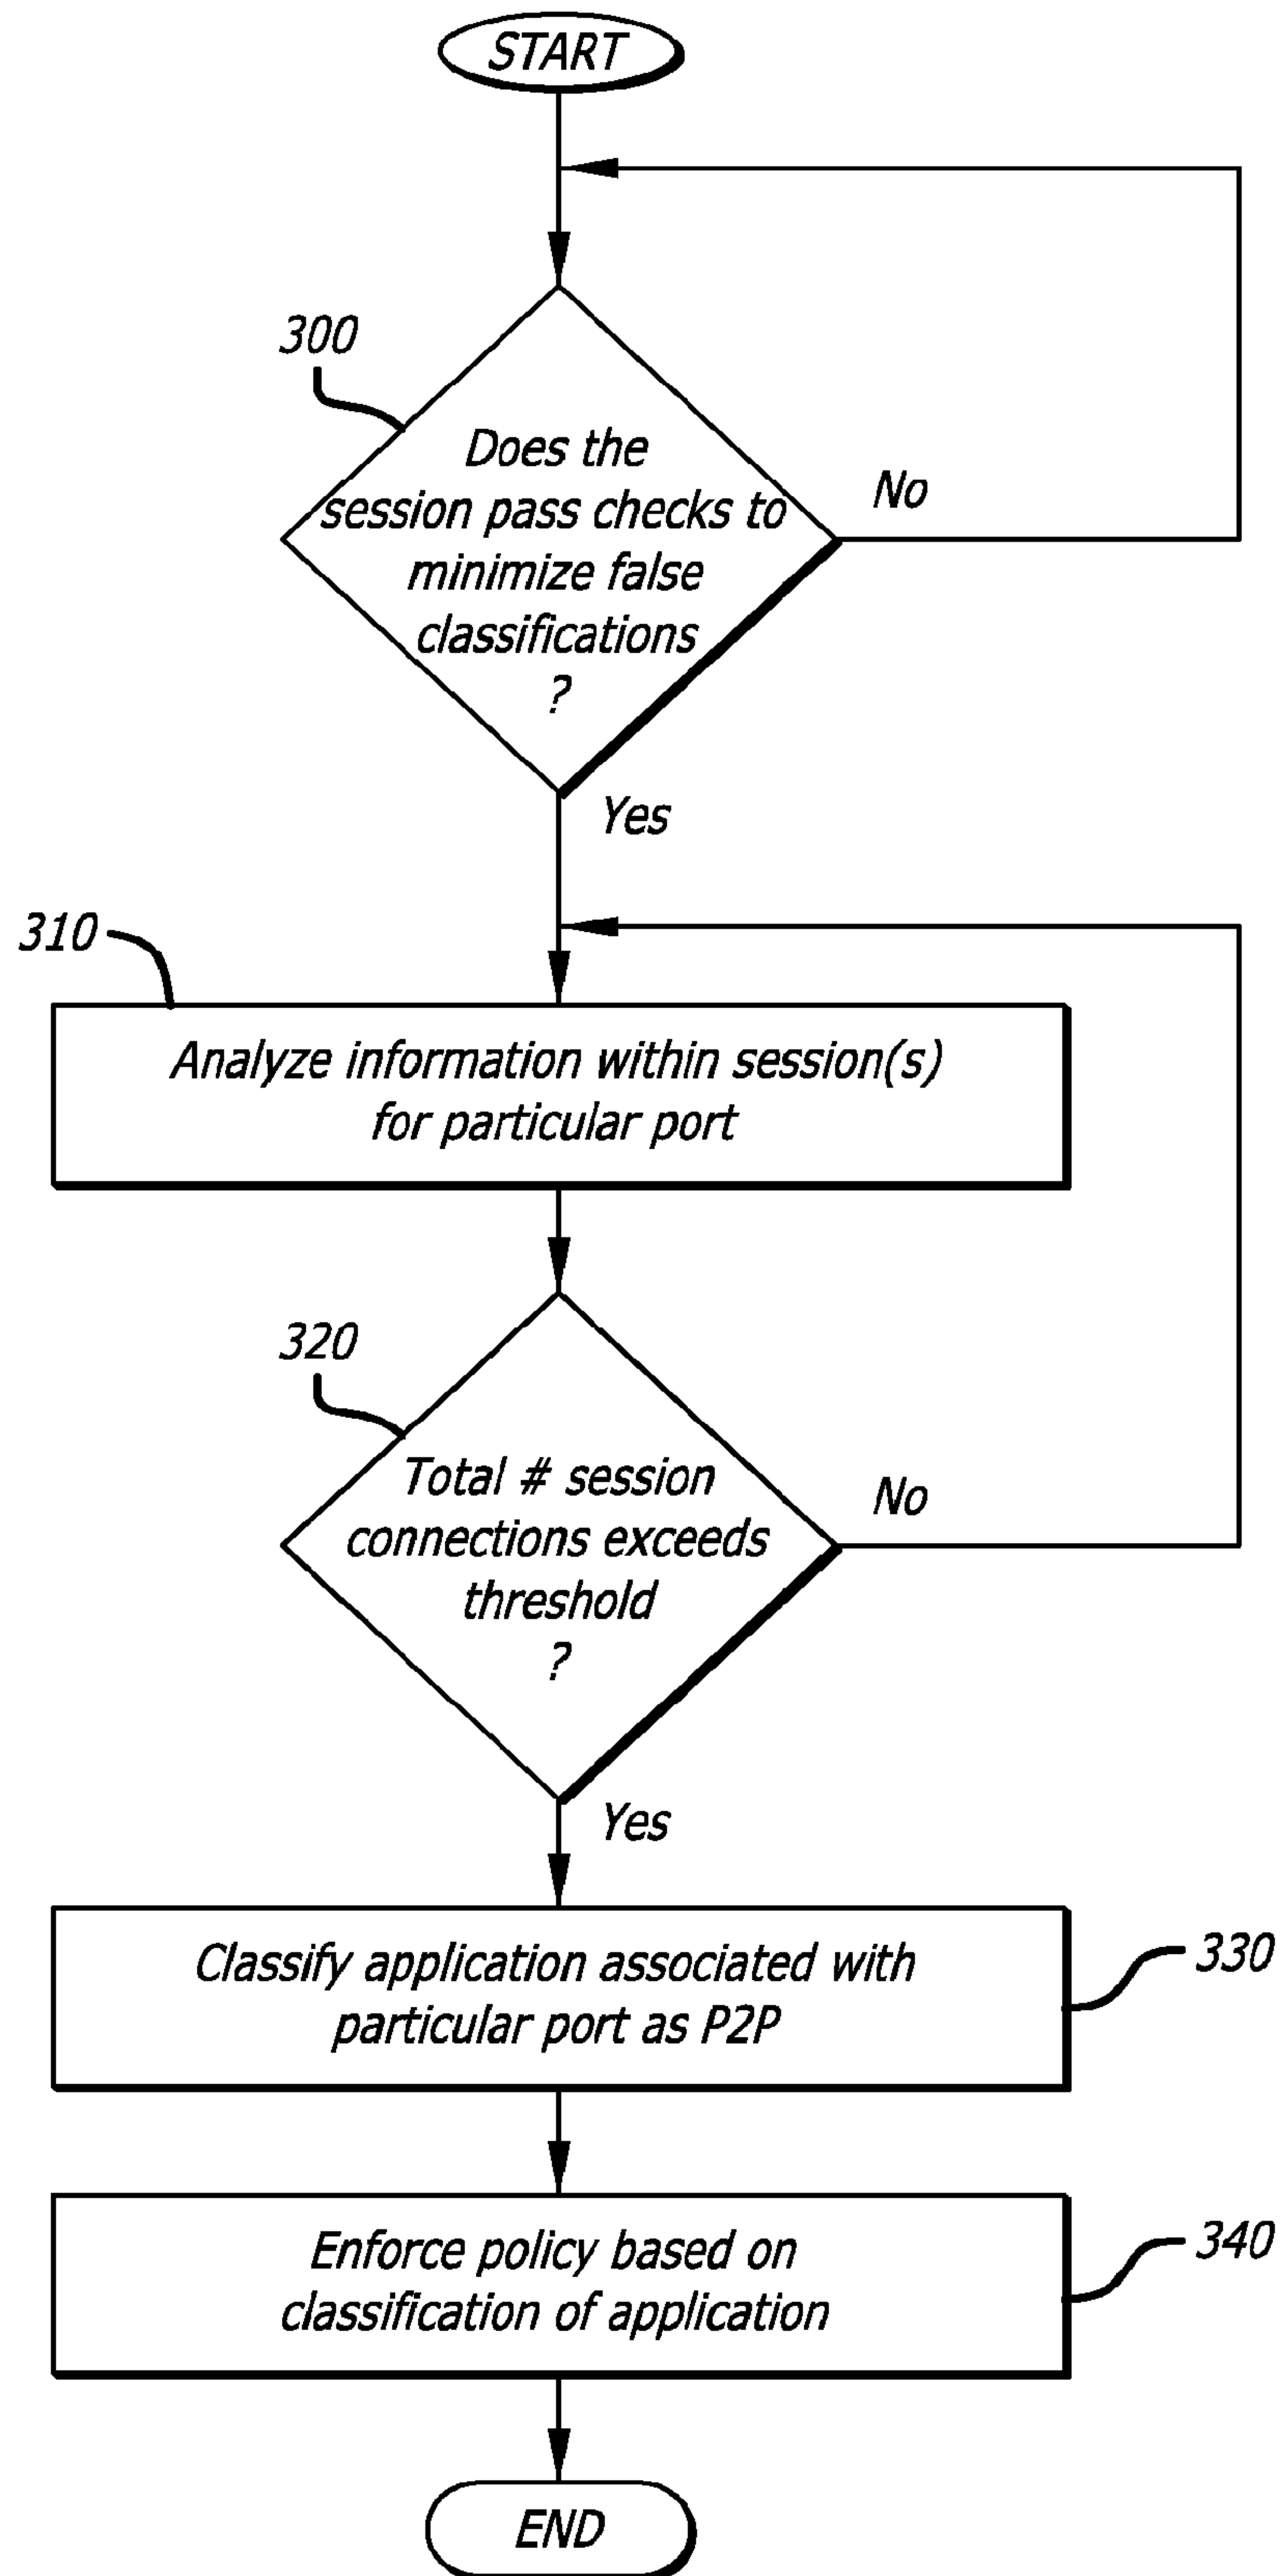 START
300
Does the
session pass checks to
minimize false
classifications
?
No
Yes
310
Analyze information within session(s)
for particular port
320
Total # session
connections exceeds
threshold
?
No
Yes
Classify application associated with
particular port as P2P
330
Enforce policy based on
classification of application
340
END